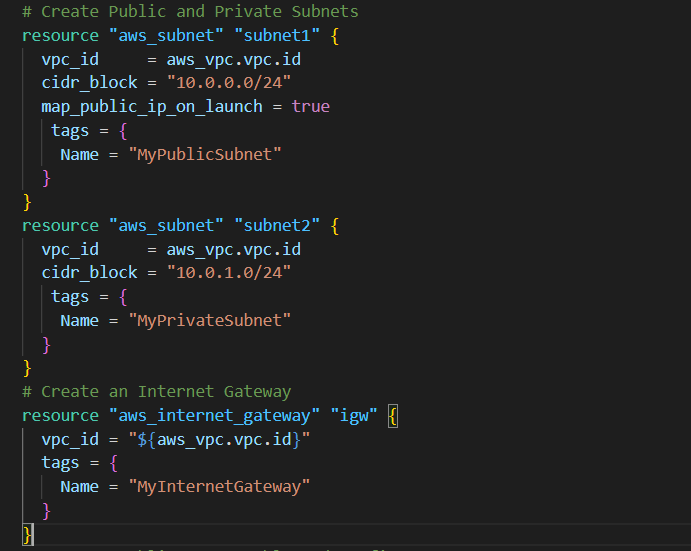 # Create Public and Private Subnets
resource "aws_subnet" "subnet1" {
  vpc_id     = aws_vpc.vpc.id
  cidr_block = "10.0.0.0/24"
  map_public_ip_on_launch = true
   tags = {
    Name = "MyPublicSubnet"
  }
}
resource "aws_subnet" "subnet2" {
  vpc_id     = aws_vpc.vpc.id
  cidr_block = "10.0.1.0/24"
   tags = {
    Name = "MyPrivateSubnet"
  }
}
# Create an Internet Gateway
resource "aws_internet_gateway" "igw" {
  vpc_id = "${aws_vpc.vpc.id}"
  tags = {
    Name = "MyInternetGateway"
  }
}